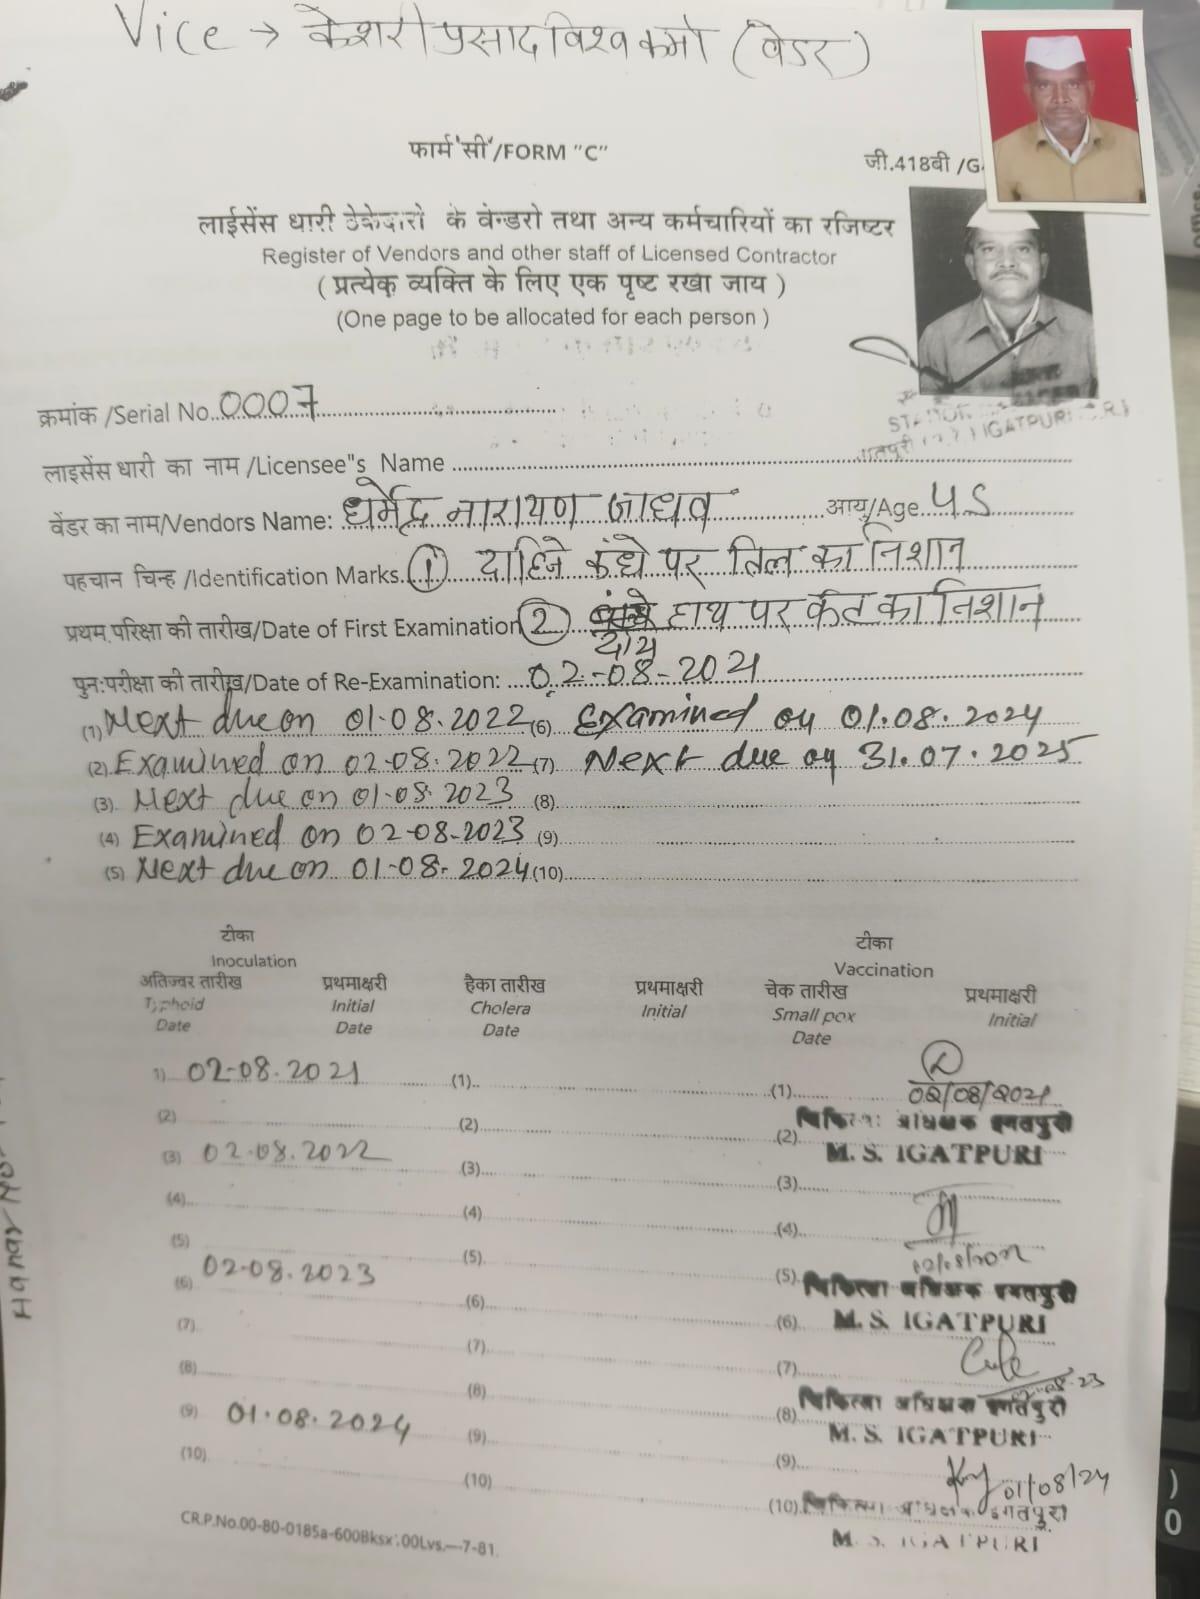 Vice → केशरी प्रसाद विश्वकर्मा (वेंडर)
फार्म 'सी'/FORM "C"
जी.418बी /G.
लाईसेंस धारी ठेकेदारो के वेन्डरो तथा अन्य कर्मचारियों का रजिष्टर
Register of Vendors and other staff of Licensed Contractor
( प्रत्येक व्यक्ति के लिए एक पृष्ट रखा जाय )
(One page to be allocated for each person )
क्रमांक /Serial No. 0007
IGATPURI
लाइसेंस धारी का नाम /Licensee"s Name
वेंडर का नाम/Vendors Name: धर्मेंद्र नारायण जाधव आयु/Age
पहचान चिन्ह /Identification Marks. (1) दाहिने कंधे पर तिल का निशान
प्रथम परिक्षा की तारीख/Date of First Examination (2) हाथ पर कट का निशान
पुन:परीक्षा की तारीख/Date of Re-Examination: 02-08-2021
(1) Next due on 01.08.2022 (6) Examined on 01.08.2024
(2) Examined on 02-08.2022 (7) Next due on 31.07.2025
(3) Next due on 01-08.2023 (8)
(4) Examined on 02-08-2023 (9)
(5) Next due on 01-08-2024 (10)
टीका टीका
Inoculation Vaccination
अतिज्वर तारीख प्रथमाक्षरी हैका तारीख प्रथमाक्षरी चेक तारीख प्रथमाक्षरी
Typhoid Initial Cholera Initial Small pox Initial
Date Date Date Date
1) 02-08.2021 (1).. (1)
02/08/2021
चिकित्सा अधिक्षक इगतपुरी
(2) (2) (2) M. S. IGATPURI
(3) 02.08.2022 (3) (3)
(4) (4) (4)
(5) (5) (5) चिकित्सा अधिक्षक इगतपुरी
(6) 02-08.2023 (6) (6) M. S. IGATPURI
(7) (7) (7)
(8) (8) (8) चिकित्सा अधिक्षक इगतपुरी
M. S. IGATPURI
(9) 01.08.2024 (9) (9)
01/08/24
(10) (10) (10) चिकित्सा अधिक्षक इगतपुरी
M. S. IGATPURI
CR.P.No.00-80-0185a-600Bksx'.00Lvs.—7-81.